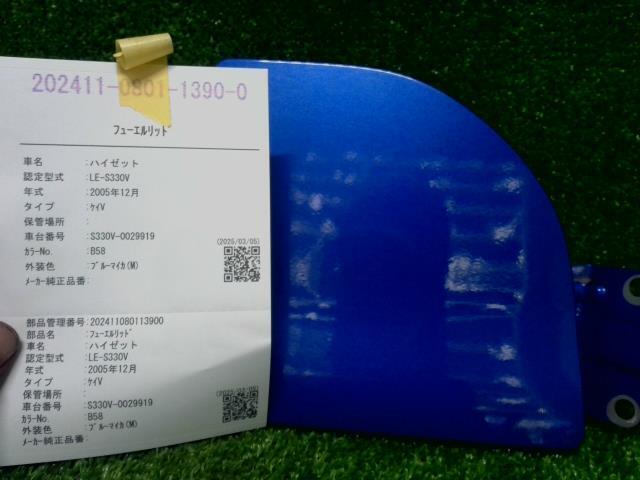 202411-0801-1390-0
フューエルリッド
車名 :ハイゼット
認定型式 :LE-S330V
年式 :2005年12月
タイプ :ケイV
保管場所 :
車台番号 :S330V-0029919
カラーNo. :B58
外装色 :ブルーマイカ(M)
メーカー純正品番:
(2025/03/05)
部品管理番号:202411080113900
部品名 :フューエルリッド
車名 :ハイゼット
認定型式 :LE-S330V
年式 :2005年12月
タイプ :ケイV
保管場所 :
車台番号 :S330V-0029919
カラーNo. :B58
外装色 :ブルーマイカ(M)
メーカー純正品番:
(2025/03/05)